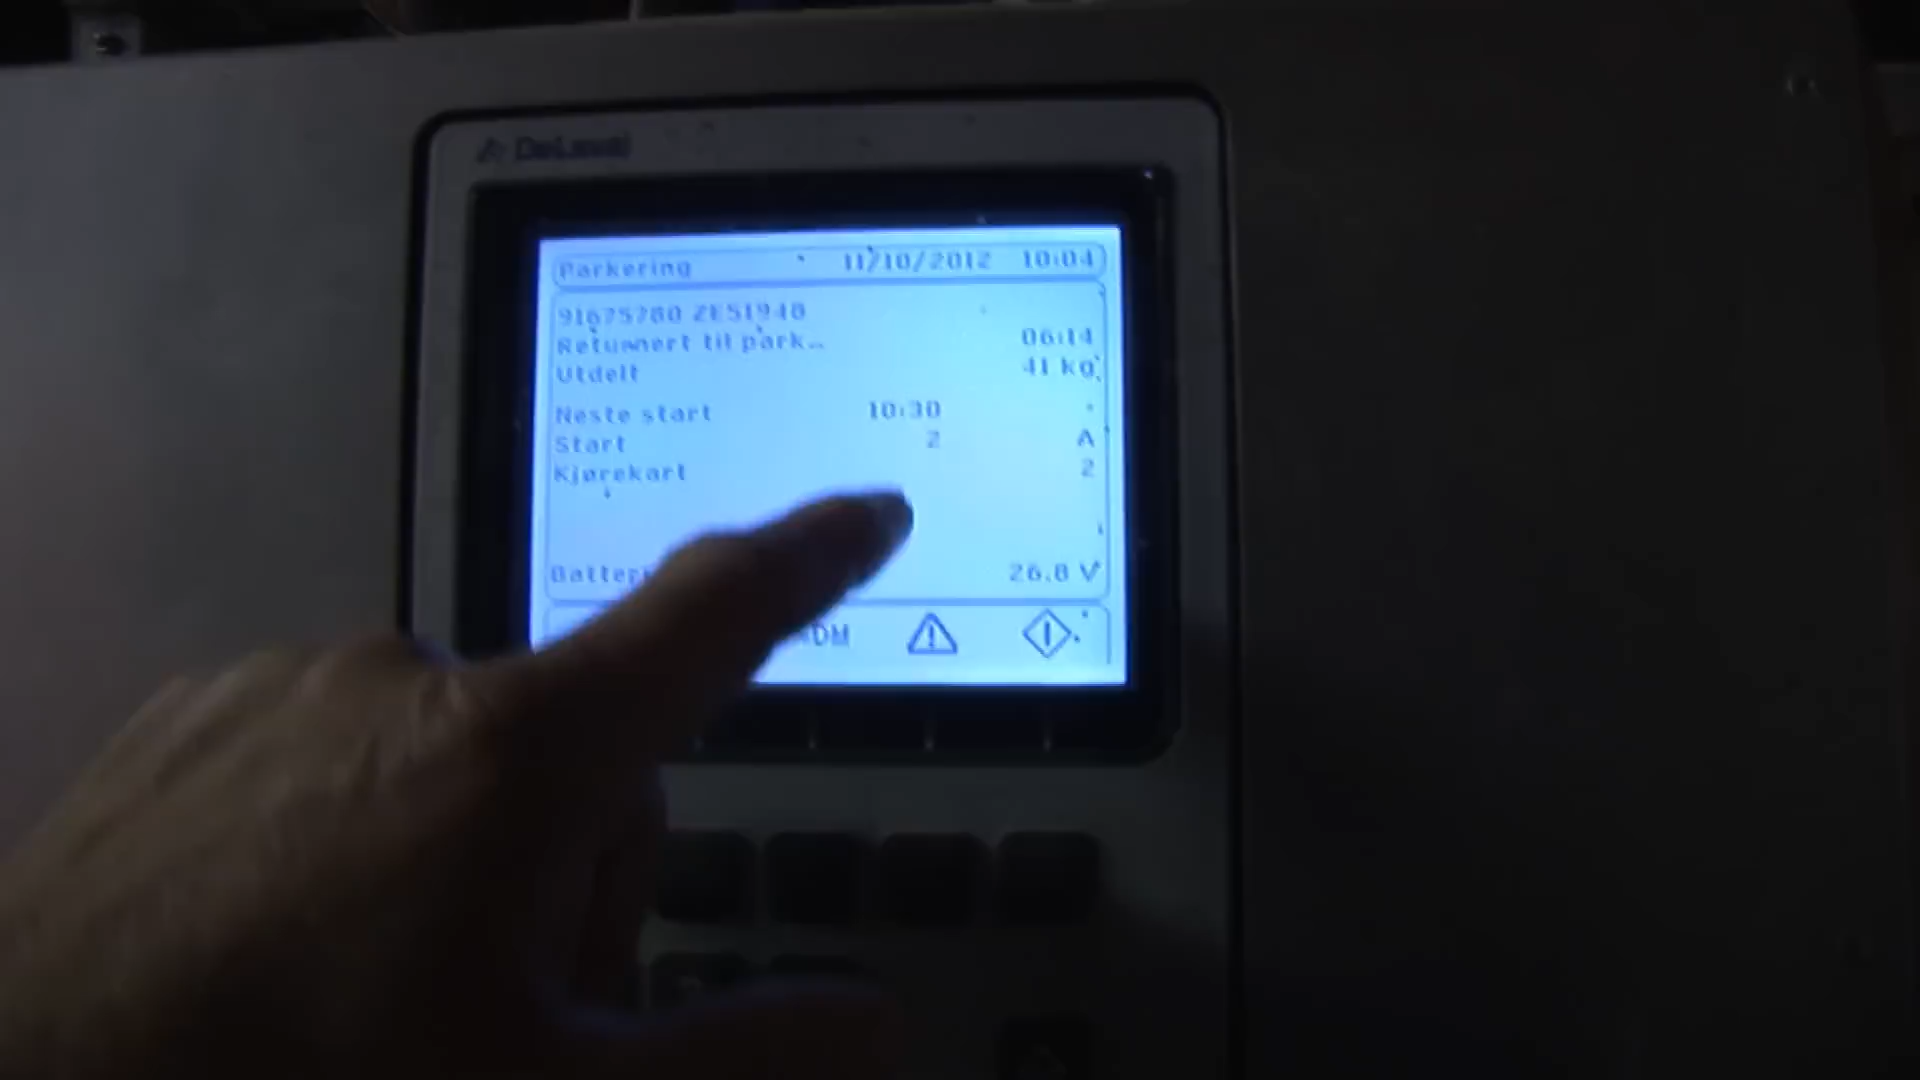 DeLaval
Parkering 11/10/2012 10:04
91675780 ZES1948
Returnert til park… 06:14
Utdelt 41 kg
Neste start 10:30
Start 2 A
Kjørekart 2
26.8 V